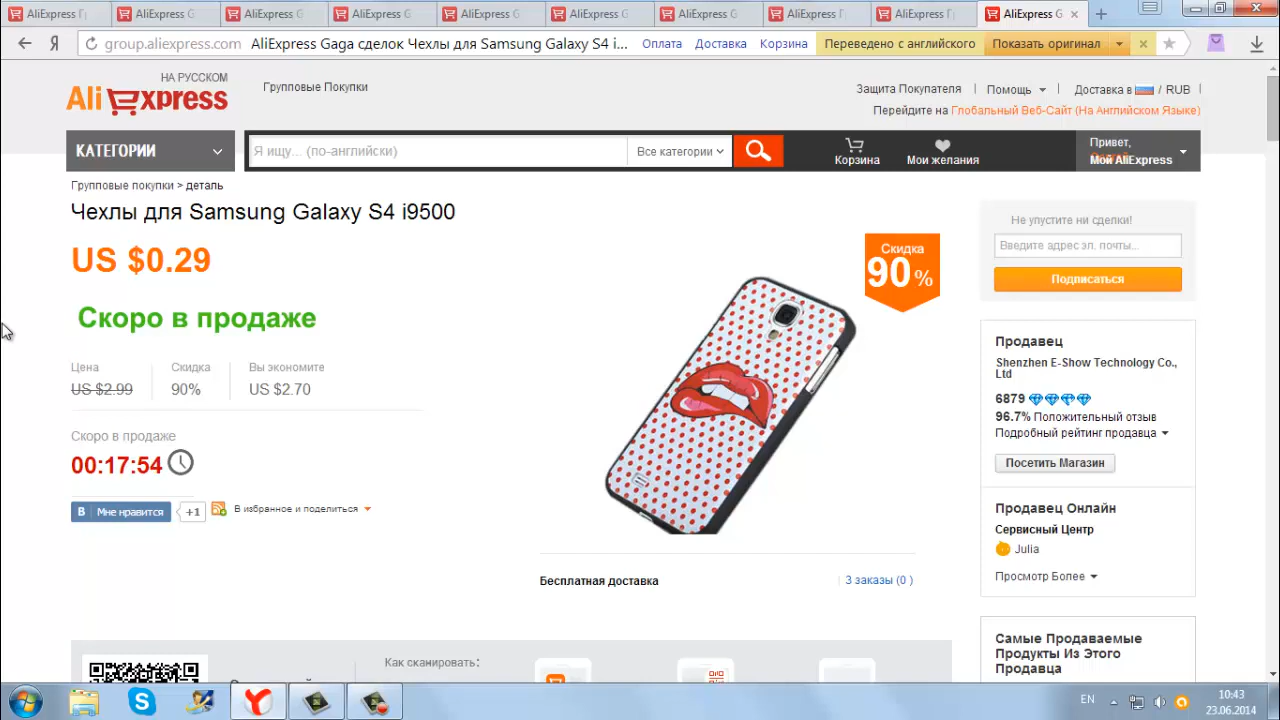 AliExpress
AliExpress G
AliExpress G
AliExpress G
AliExpress G
AliExpress G
AliExpress G
AliExpress Г
AliExpress G
group.aliexpress.com AliExpress Gaga сделок Чехлы для Samsung Galaxy S4 i... Оплата Доставка Корзина Переведено с английского Показать оригинал
НА РУССКОМ
AliExpress
Групповые Покупки
Защита Покупателя Помощь Доставка в / RUB
Перейдите на Глобальный Веб-Сайт (На Английском Языке)
КАТЕГОРИИ
Я ищу... (по-английски) Все категории
Корзина
Мои желания
Привет,
Мой AliExpress
Групповые покупки > деталь
Чехлы для Samsung Galaxy S4 i9500
US $0.29
Скоро в продаже
Цена Скидка Вы экономите
US $2.99 90% US $2.70
Скоро в продаже
00:17:54
B Мне нравится +1 В избранное и поделиться
Скидка
90 %
Бесплатная доставка 3 заказы (0 )
Как сканировать:
Не упустите ни сделки!
Введите адрес эл. почты...
Подписаться
Продавец
Shenzhen E-Show Technology Co.,
Ltd
6879
96.7% Положительный отзыв
Подробный рейтинг продавца
Посетить Магазин
Продавец Онлайн
Сервисный Центр
Julia
Просмотр Более
Самые Продаваемые
Продукты Из Этого
Продавца
EN
10:43
23.06.2014